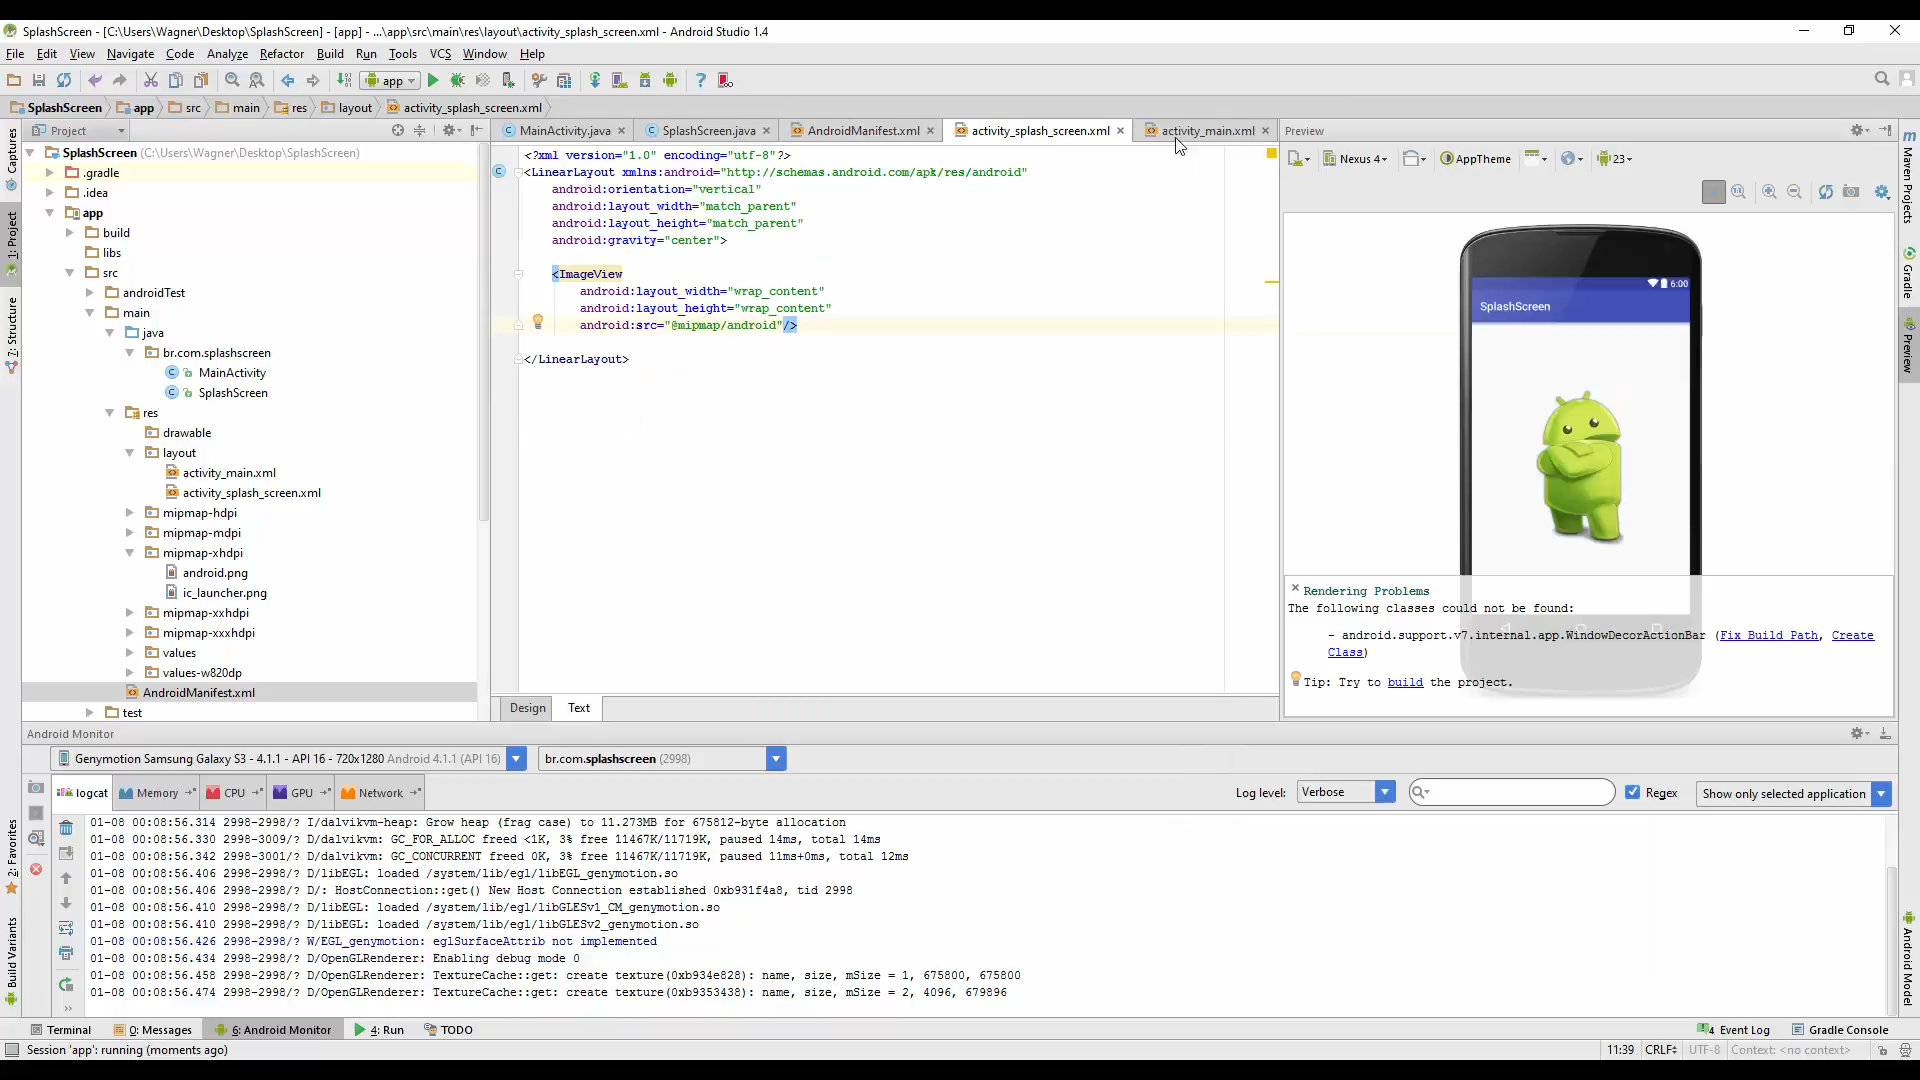 SplashScreen - [C:\Users\Wagner\Desktop\SplashScreen] - [app] - ...\app\src\main\res\layout\activity_splash_screen.xml - Android Studio 1.4
File Edit View Navigate Code Analyze Refactor Build Run Tools VCS Window Help
app
SplashScreen app src main res layout activity_splash_screen.xml
Project
MainActivity.java SplashScreen.java AndroidManifest.xml activity_splash_screen.xml activity_main.xml
Preview
Captures
1: Project
7: Structure
2: Favorites
Build Variants
SplashScreen (C:\Users\Wagner\Desktop\SplashScreen)
.gradle
.idea
app
build
libs
src
androidTest
main
java
br.com.splashscreen
MainActivity
SplashScreen
res
drawable
layout
activity_main.xml
activity_splash_screen.xml
mipmap-hdpi
mipmap-mdpi
mipmap-xhdpi
android.png
ic_launcher.png
mipmap-xxhdpi
mipmap-xxxhdpi
values
values-w820dp
AndroidManifest.xml
test
<?xml version="1.0" encoding="utf-8"?>
<LinearLayout xmlns:android="http://schemas.android.com/apk/res/android"
android:orientation="vertical"
android:layout_width="match_parent"
android:layout_height="match_parent"
android:gravity="center">
<ImageView
android:layout_width="wrap_content"
android:layout_height="wrap_content"
android:src="@mipmap/android"/>
</LinearLayout>
Design Text
Nexus 4 AppTheme 23
6:00
SplashScreen
Rendering Problems
The following classes could not be found:
- android.support.v7.internal.app.WindowDecorActionBar (Fix Build Path, Create
Class)
Tip: Try to build the project.
Maven Projects
Gradle
Preview
Android Model
Android Monitor
Genymotion Samsung Galaxy S3 - 4.1.1 - API 16 - 720x1280 Android 4.1.1 (API 16)
br.com.splashscreen (2998)
logcat Memory CPU GPU Network
Log level: Verbose Regex Show only selected application
01-08 00:08:56.314 2998-2998/? I/dalvikvm-heap: Grow heap (frag case) to 11.273MB for 675812-byte allocation
01-08 00:08:56.330 2998-3009/? D/dalvikvm: GC_FOR_ALLOC freed <1K, 3% free 11467K/11719K, paused 14ms, total 14ms
01-08 00:08:56.342 2998-3001/? D/dalvikvm: GC_CONCURRENT freed 0K, 3% free 11467K/11719K, paused 11ms+0ms, total 12ms
01-08 00:08:56.406 2998-2998/? D/libEGL: loaded /system/lib/egl/libEGL_genymotion.so
01-08 00:08:56.406 2998-2998/? D/: HostConnection::get() New Host Connection established 0xb931f4a8, tid 2998
01-08 00:08:56.410 2998-2998/? D/libEGL: loaded /system/lib/egl/libGLESv1_CM_genymotion.so
01-08 00:08:56.410 2998-2998/? D/libEGL: loaded /system/lib/egl/libGLESv2_genymotion.so
01-08 00:08:56.426 2998-2998/? W/EGL_genymotion: eglSurfaceAttrib not implemented
01-08 00:08:56.434 2998-2998/? D/OpenGLRenderer: Enabling debug mode 0
01-08 00:08:56.458 2998-2998/? D/OpenGLRenderer: TextureCache::get: create texture(0xb934e828): name, size, mSize = 1, 675800, 675800
01-08 00:08:56.474 2998-2998/? D/OpenGLRenderer: TextureCache::get: create texture(0xb9353438): name, size, mSize = 2, 4096, 679896
Terminal 0: Messages 6: Android Monitor 4: Run TODO
4 Event Log Gradle Console
Session 'app': running (moments ago)
11:39 CRLF UTF-8 Context: <no context>